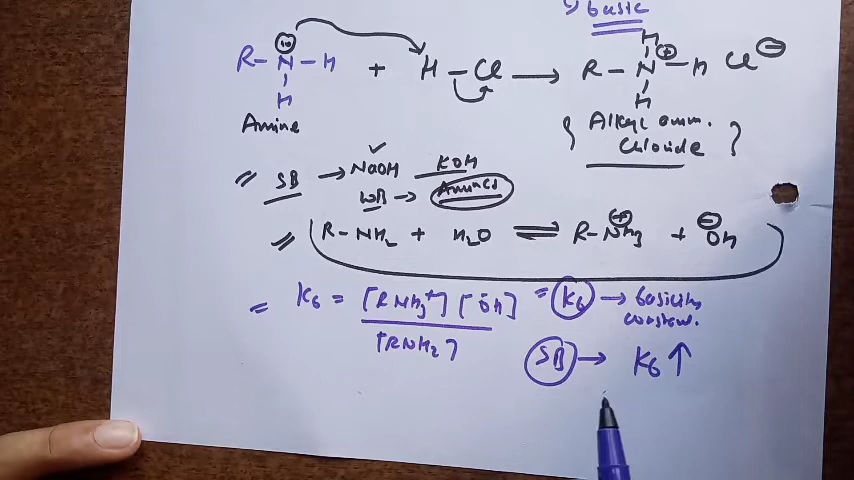 ↳ basic
H
R – N̈ – H + H – Cl ⟶ R – N⊕ – H Cl⊖
H H
Amine { Alkyl amm.
Chloride }
// SB → NaOH ✓ KOH
WB → Amines
// ( R – NH₂ + H₂O ⇌ R – NH₃⊕ + ⊖OH )
= Kb = [RNH₃⁺] [ŌH] = Kb → basicity
[RNH₂] constant.
SB → Kb ↑